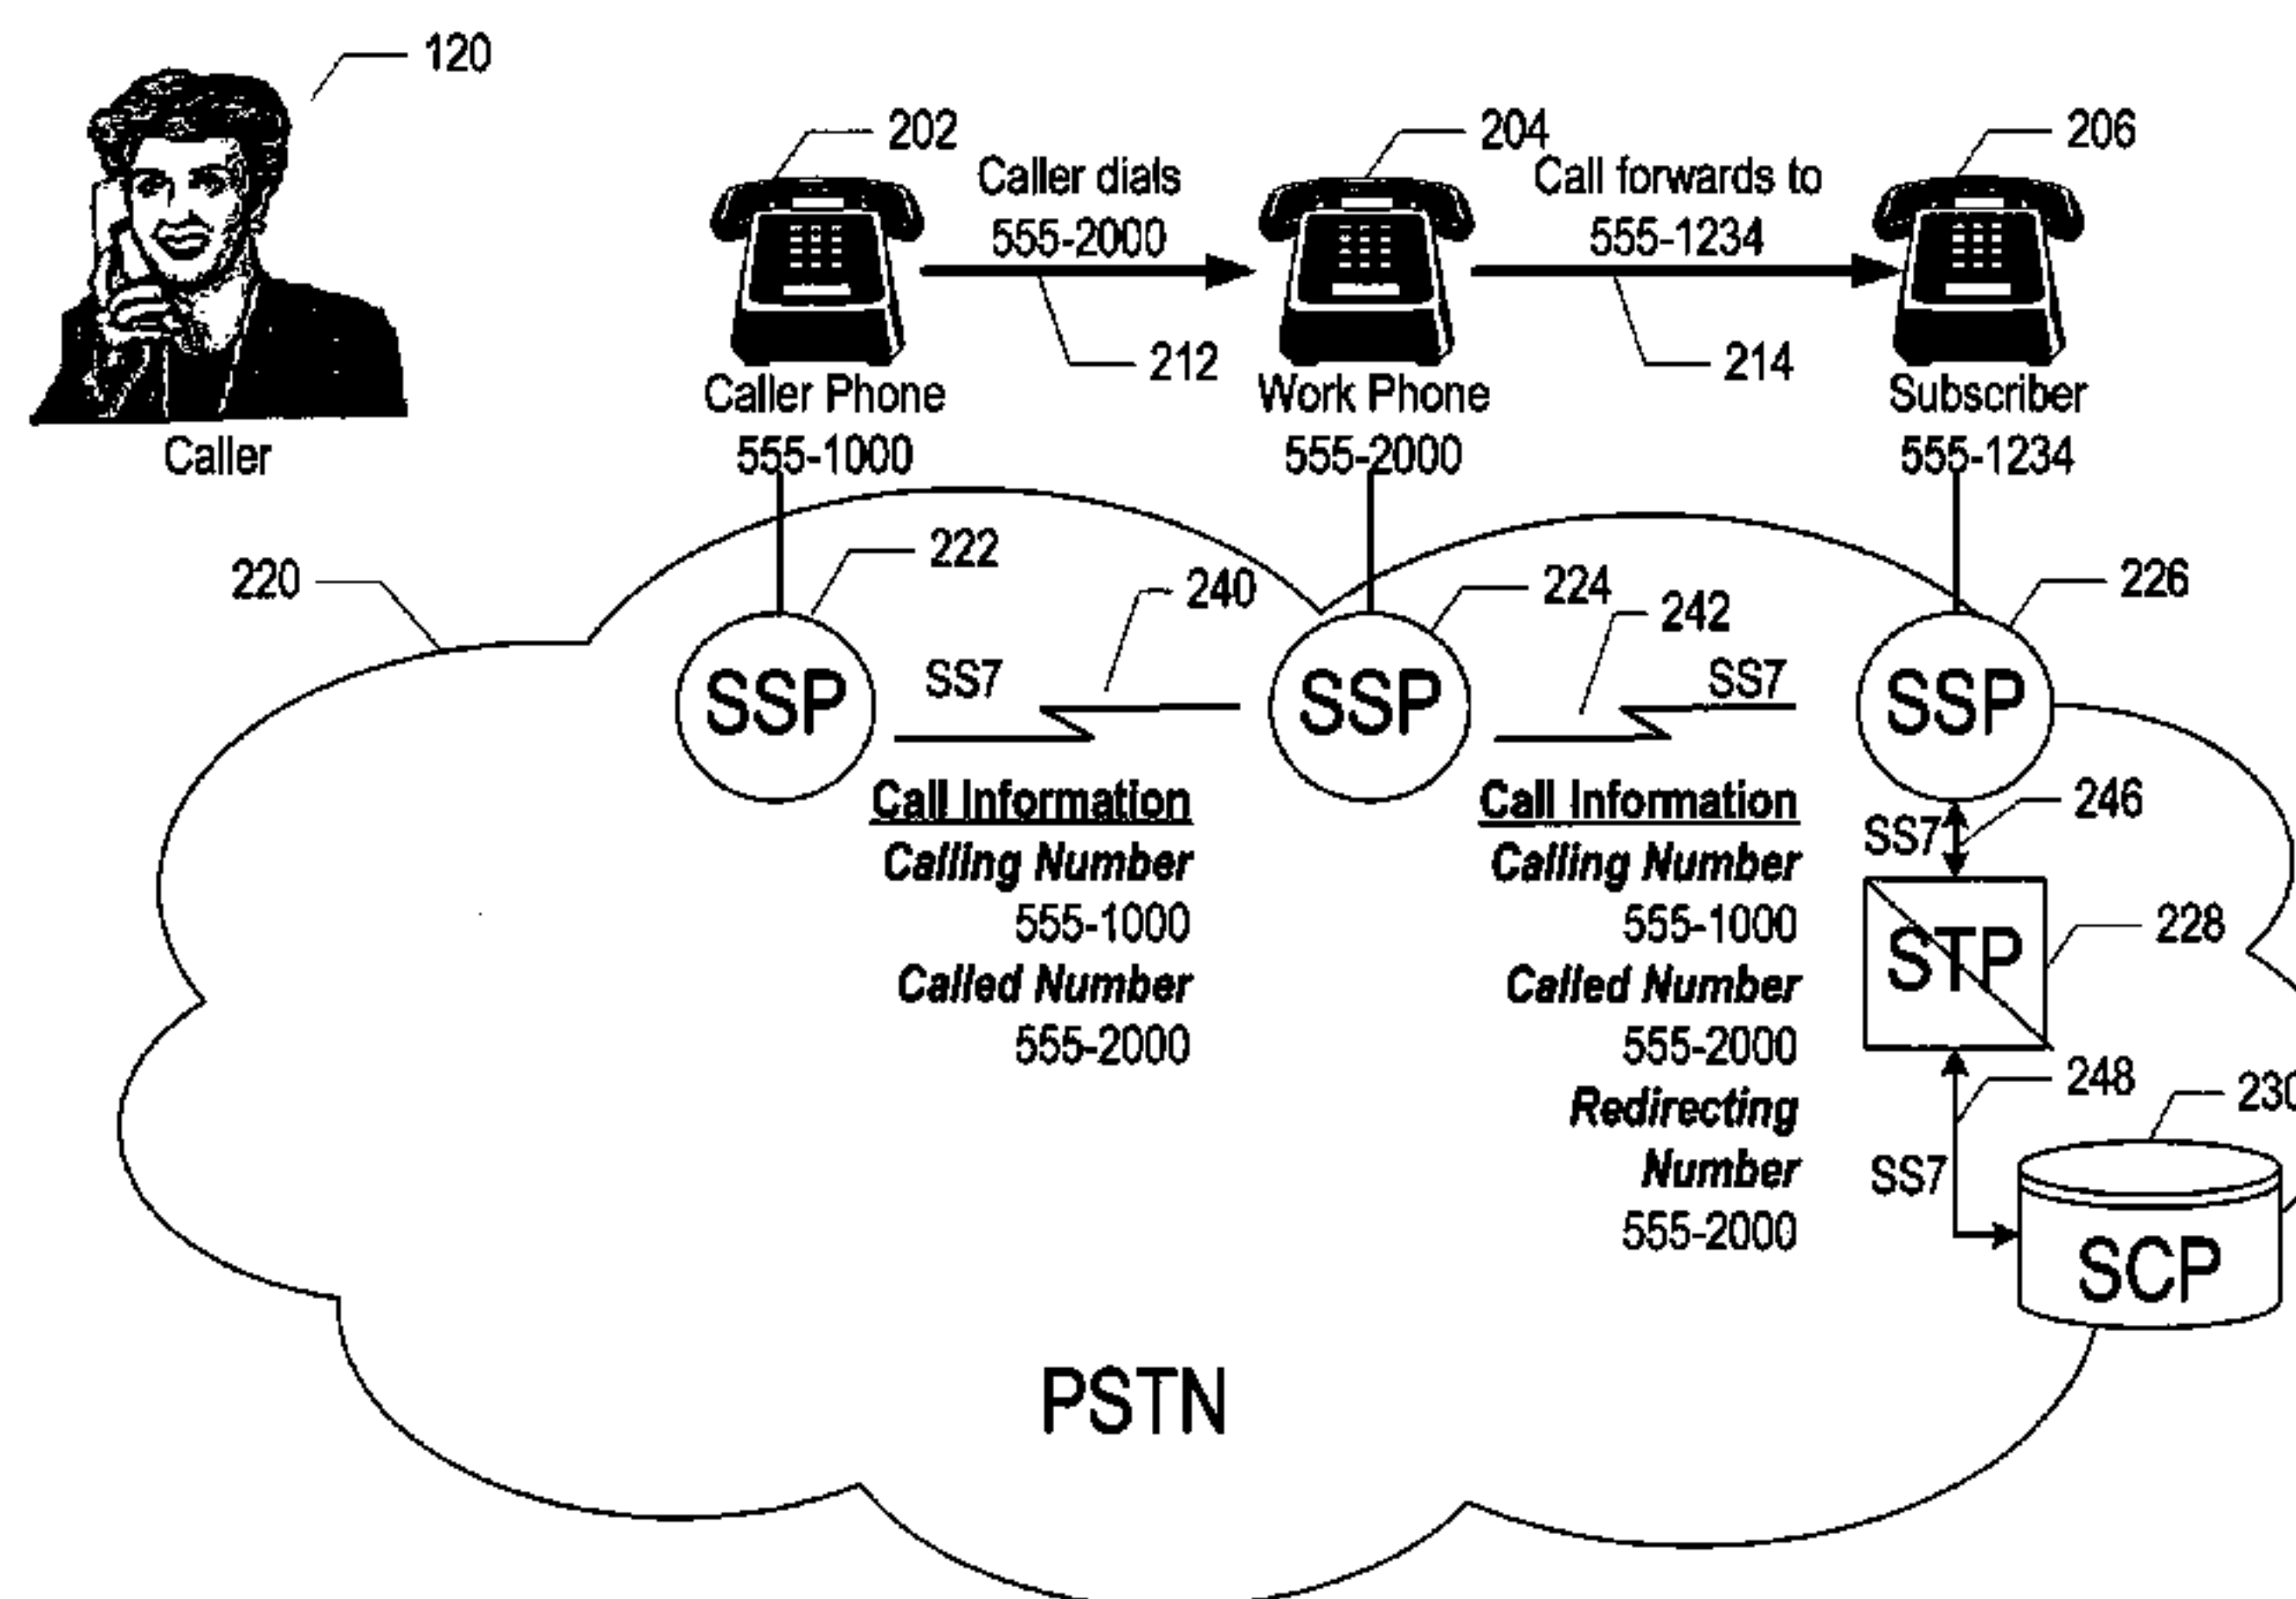 120
202
204
206
Caller dials
555-2000
Call forwards to
555-1234
212
214
Caller
Caller Phone
555-1000
Work Phone
555-2000
Subscriber
555-1234
220
222
240
224
242
226
SSP
SS7
SSP
SS7
SSP
Call Information
Calling Number
555-1000
Called Number
555-2000
Call Information
Calling Number
555-1000
Called Number
555-2000
Redirecting
Number
555-2000
SS7
246
STP
228
248
230
SS7
SCP
PSTN